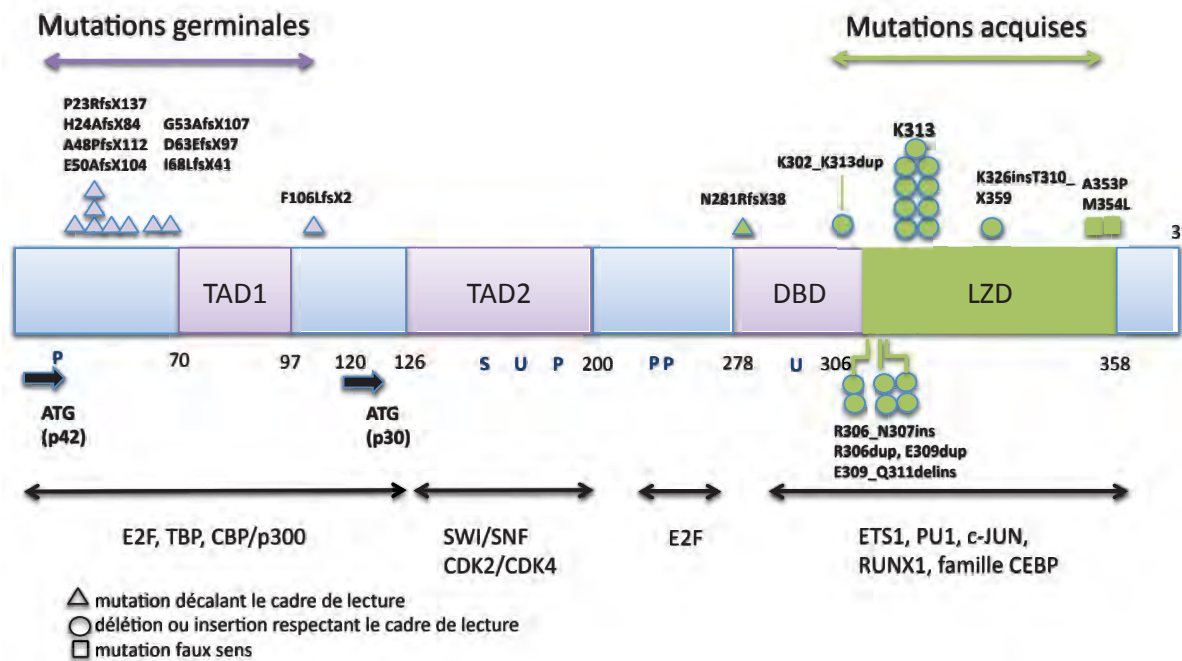 Mutations germinales
Mutations acquises
P23RfsX137
H24AfsX84 G53AfsX107
A48PfsX112 D63EfsX97
E50AfsX104 I68LfsX41
F106LfsX2
N281RfsX38
K302_K313dup
K313
K326insT310_
X359
A353P
M354L
3
TAD1 TAD2 DBD LZD
P 70 97 120 126 S U P 200 P P 278 U 306 358
ATG
(p42)
ATG
(p30)
R306_N307ins
R306dup, E309dup
E309_Q311delins
E2F, TBP, CBP/p300
SWI/SNF
CDK2/CDK4
E2F
ETS1, PU1, c-JUN,
RUNX1, famille CEBP
mutation décalant le cadre de lecture
délétion ou insertion respectant le cadre de lecture
mutation faux sens